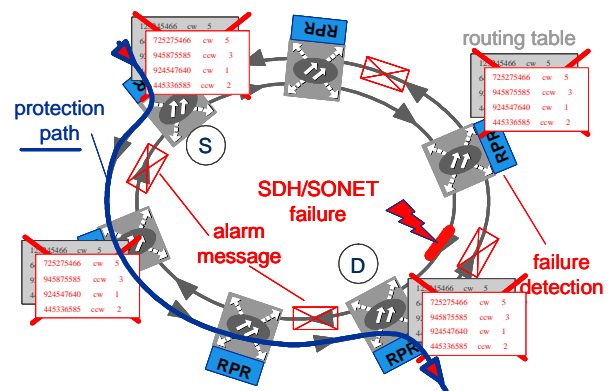 125245466 cw 5
725275466 cw 5
945875585 ccw 3
924547640 cw 1
445336585 ccw 2
RPR
routing table
725275466 cw 5
945875585 ccw 3
924547640 cw 1
445336585 ccw 2
RPR
protection
path
S
SDH/SONET
failure
alarm
message
D
failure
detection
725275466 cw 5
945875585 ccw 3
924547640 cw 1
445336585 ccw 2
725275466 cw 5
945875585 ccw 3
924547640 cw 1
445336585 ccw 2
RPR
RPR